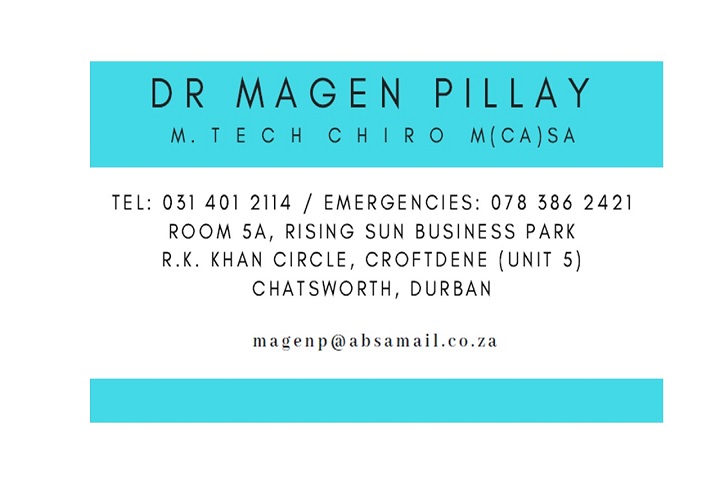 DR MAGEN PILLAY
M. TECH CHIRO M(CA)SA
TEL: 031 401 2114 / EMERGENCIES: 078 386 2421
ROOM 5A, RISING SUN BUSINESS PARK
R.K. KHAN CIRCLE, CROFTDENE (UNIT 5)
CHATSWORTH, DURBAN
magenp@absamail.co.za